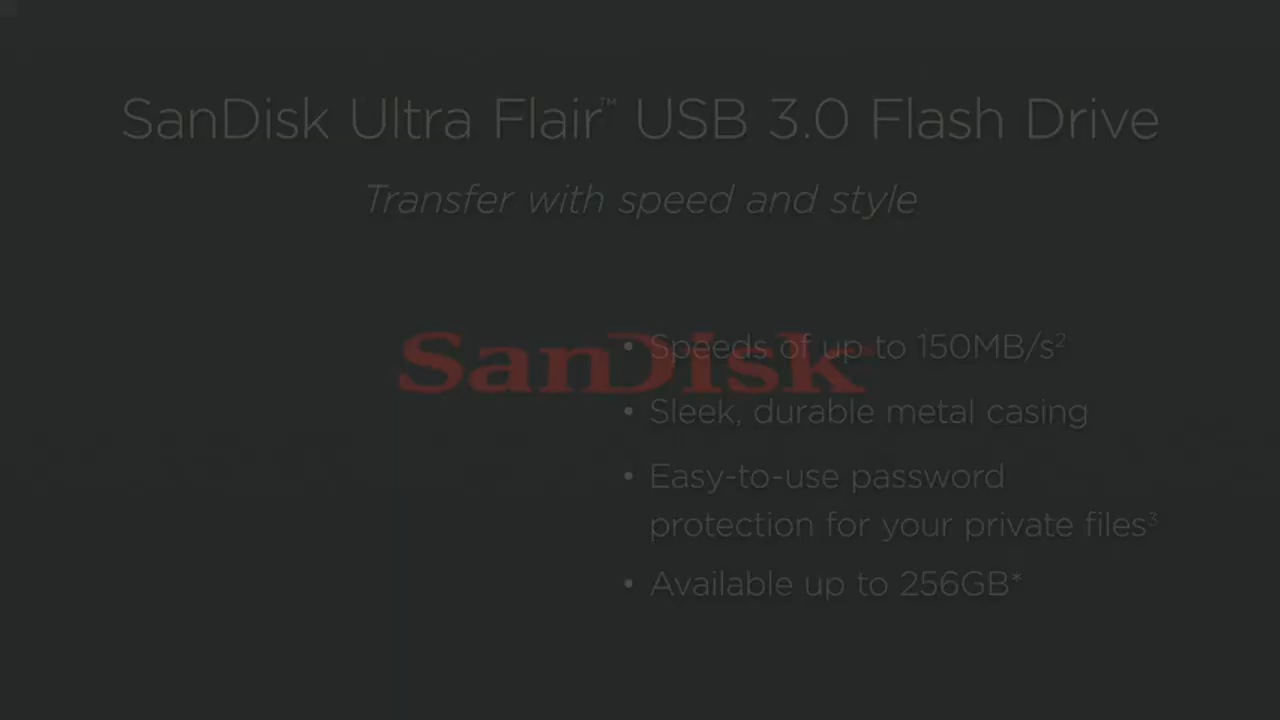 SanDisk Ultra Flair™ USB 3.0 Flash Drive
Transfer with speed and style
SanDisk
• Speeds of up to 150MB/s²
• Sleek, durable metal casing
• Easy-to-use password
protection for your private files³
• Available up to 256GB*